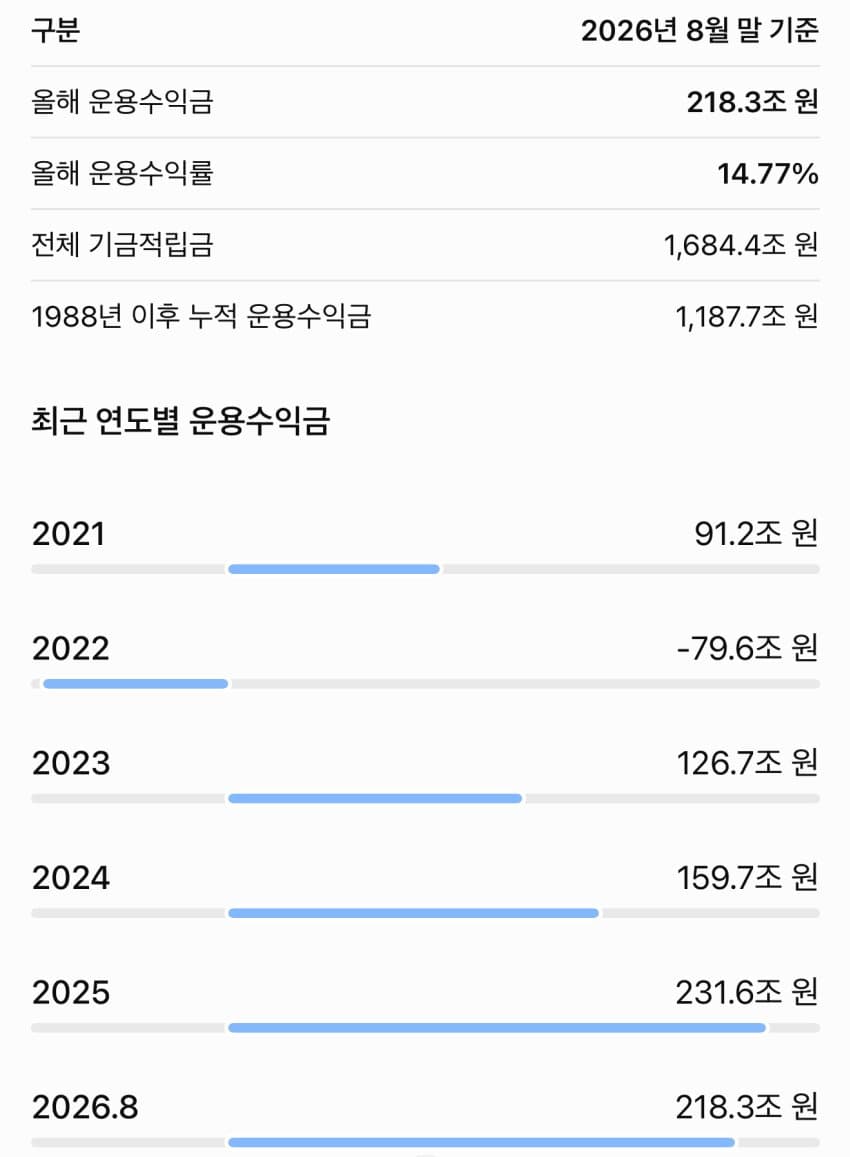 구분 2026년 8월 말 기준
올해 운용수익금 218.3조 원
올해 운용수익률 14.77%
전체 기금적립금 1,684.4조 원
1988년 이후 누적 운용수익금 1,187.7조 원
최근 연도별 운용수익금
2021 91.2조 원
2022 -79.6조 원
2023 126.7조 원
2024 159.7조 원
2025 231.6조 원
2026.8 218.3조 원